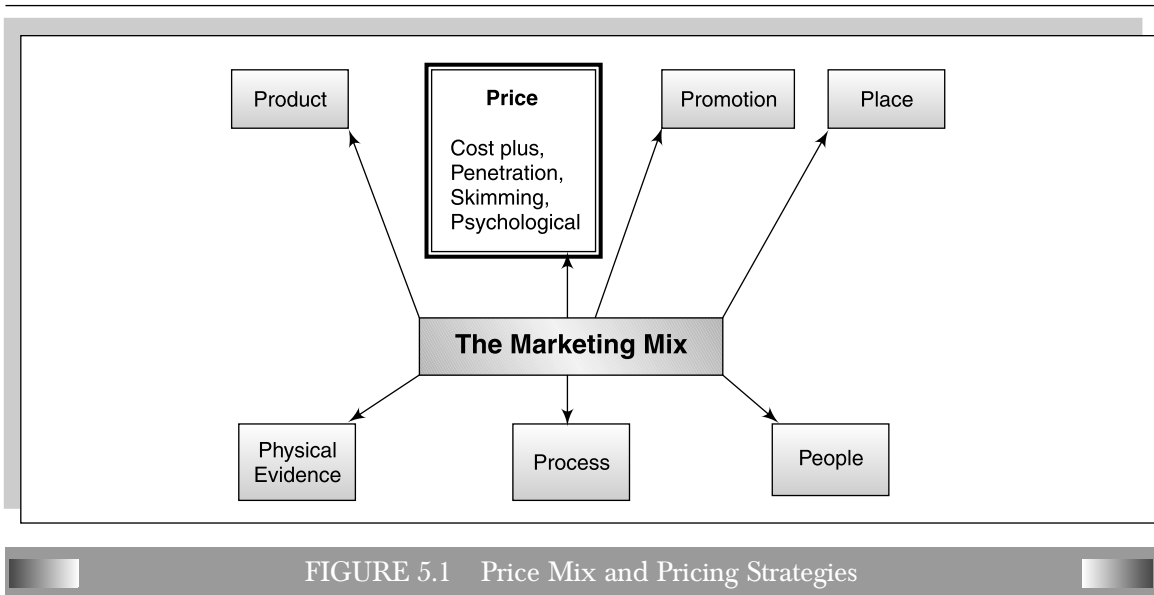 Product
Price
Cost plus,
Penetration,
Skimming,
Psychological
Promotion
Place
The Marketing Mix
Physical
Evidence
Process
People
FIGURE 5.1 Price Mix and Pricing Strategies